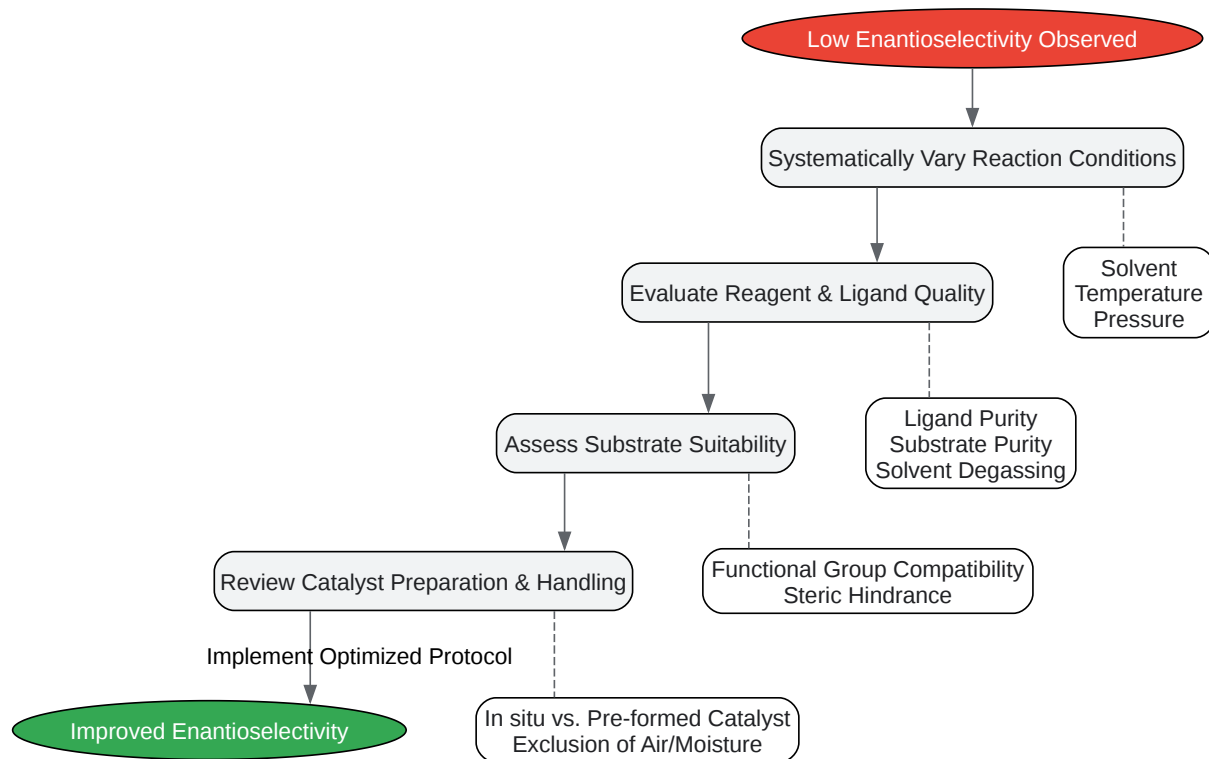 Low Enantioselectivity Observed
Systematically Vary Reaction Conditions
Solvent
Temperature
Pressure
Evaluate Reagent & Ligand Quality
Ligand Purity
Substrate Purity
Solvent Degassing
Assess Substrate Suitability
Functional Group Compatibility
Steric Hindrance
Review Catalyst Preparation & Handling
Implement Optimized Protocol
In situ vs. Pre-formed Catalyst
Exclusion of Air/Moisture
Improved Enantioselectivity